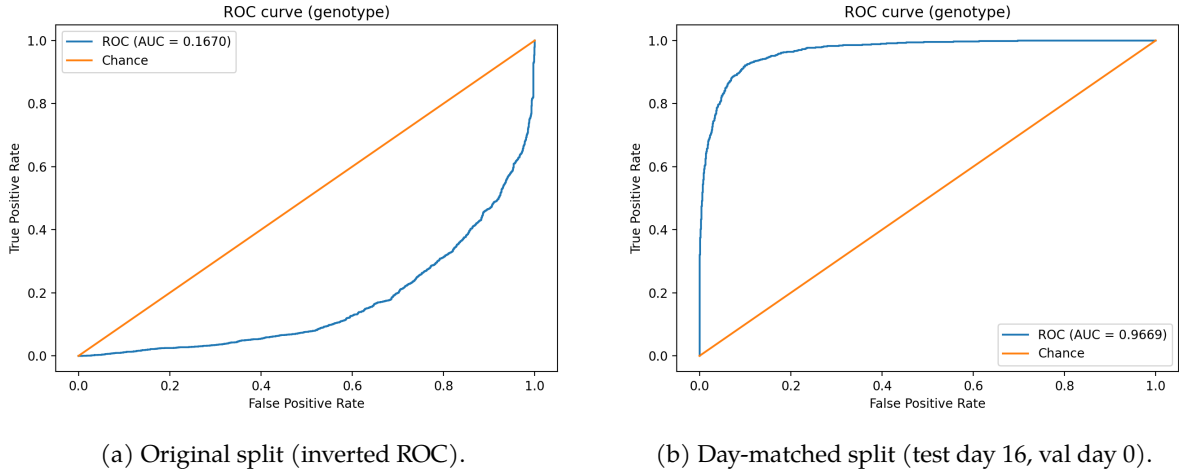 ROC curve (genotype)
1.0
0.8
0.6
0.4
0.2
0.0
True Positive Rate
ROC (AUC = 0.1670)
Chance
0.0 0.2 0.4 0.6 0.8 1.0
False Positive Rate
(a) Original split (inverted ROC).
ROC curve (genotype)
1.0
0.8
0.6
0.4
0.2
0.0
True Positive Rate
ROC (AUC = 0.9669)
Chance
0.0 0.2 0.4 0.6 0.8 1.0
False Positive Rate
(b) Day-matched split (test day 16, val day 0).